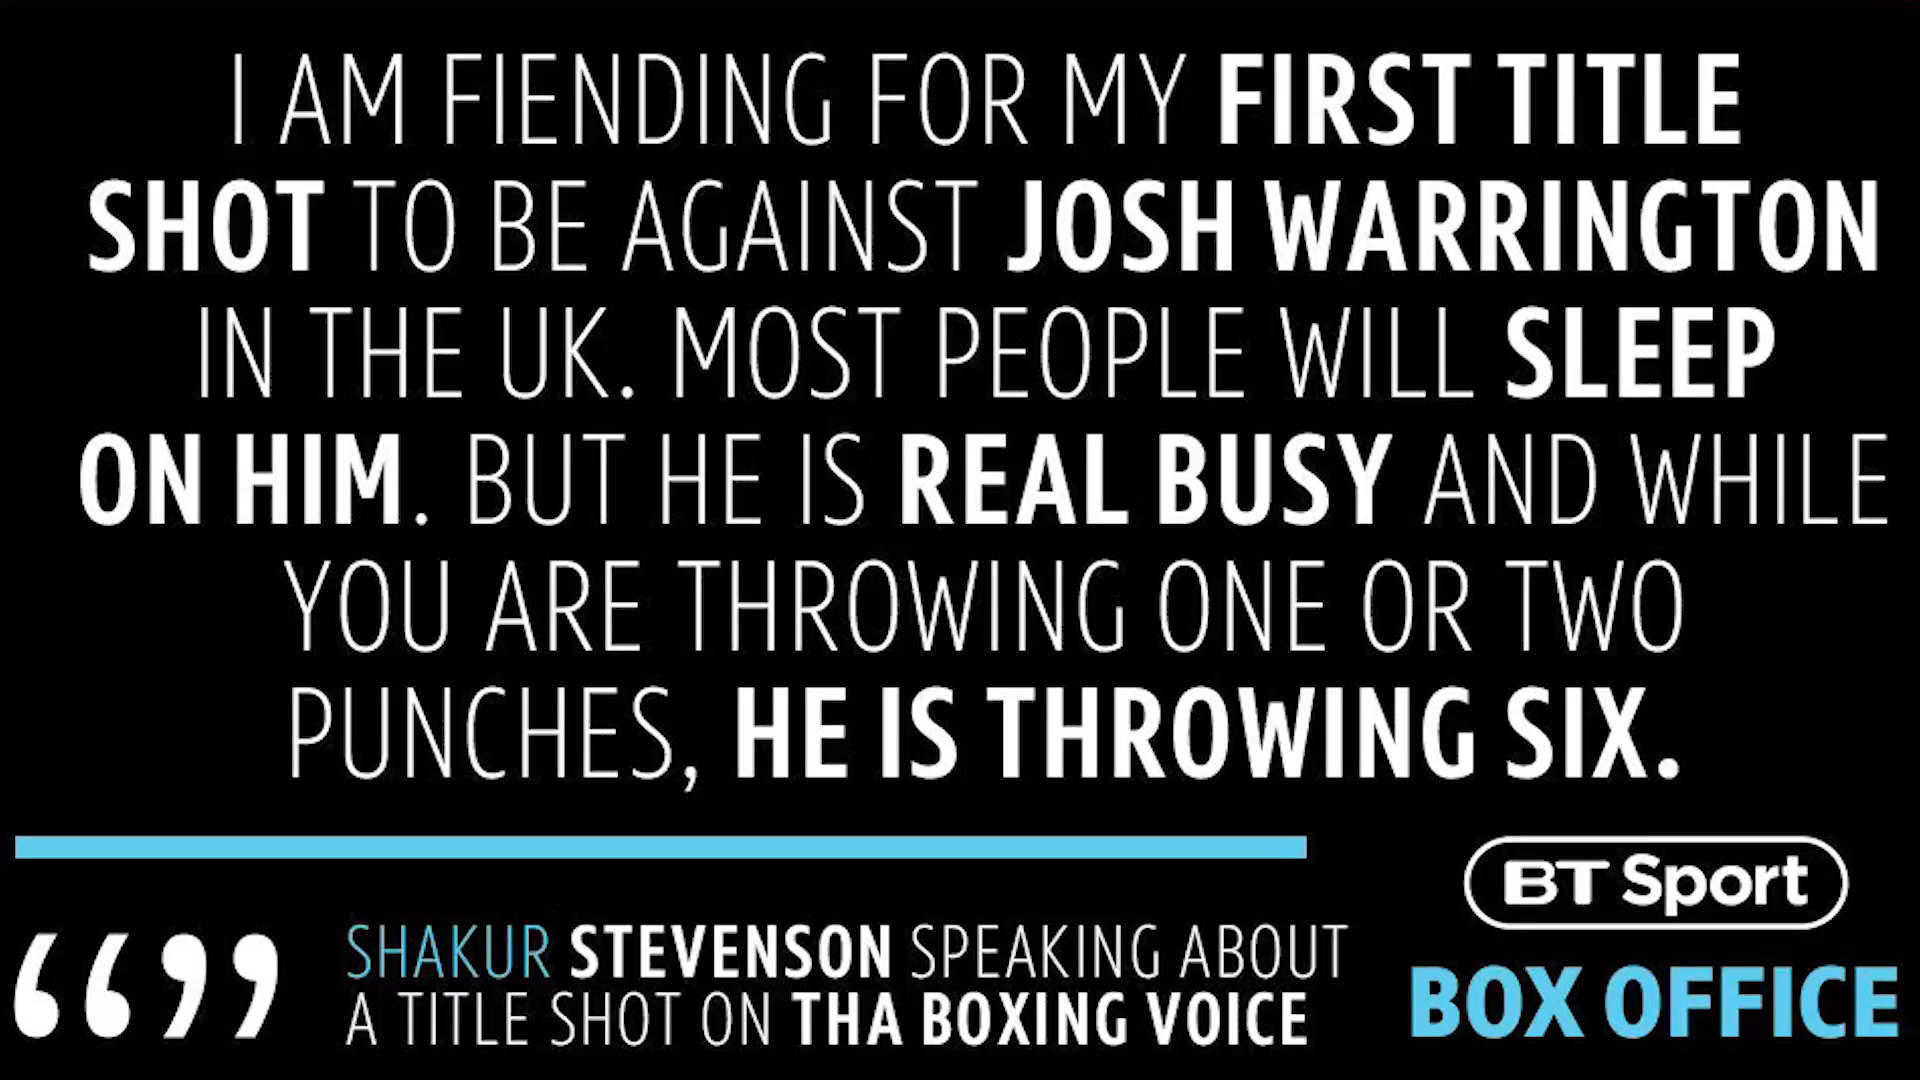 I AM FIENDING FOR MY FIRST TITLE
SHOT TO BE AGAINST JOSH WARRINGTON
IN THE UK. MOST PEOPLE WILL SLEEP
ON HIM. BUT HE IS REAL BUSY AND WHILE
YOU ARE THROWING ONE OR TWO
PUNCHES, HE IS THROWING SIX.
BT Sport
BOX OFFICE
“” SHAKUR STEVENSON SPEAKING ABOUT
A TITLE SHOT ON THA BOXING VOICE